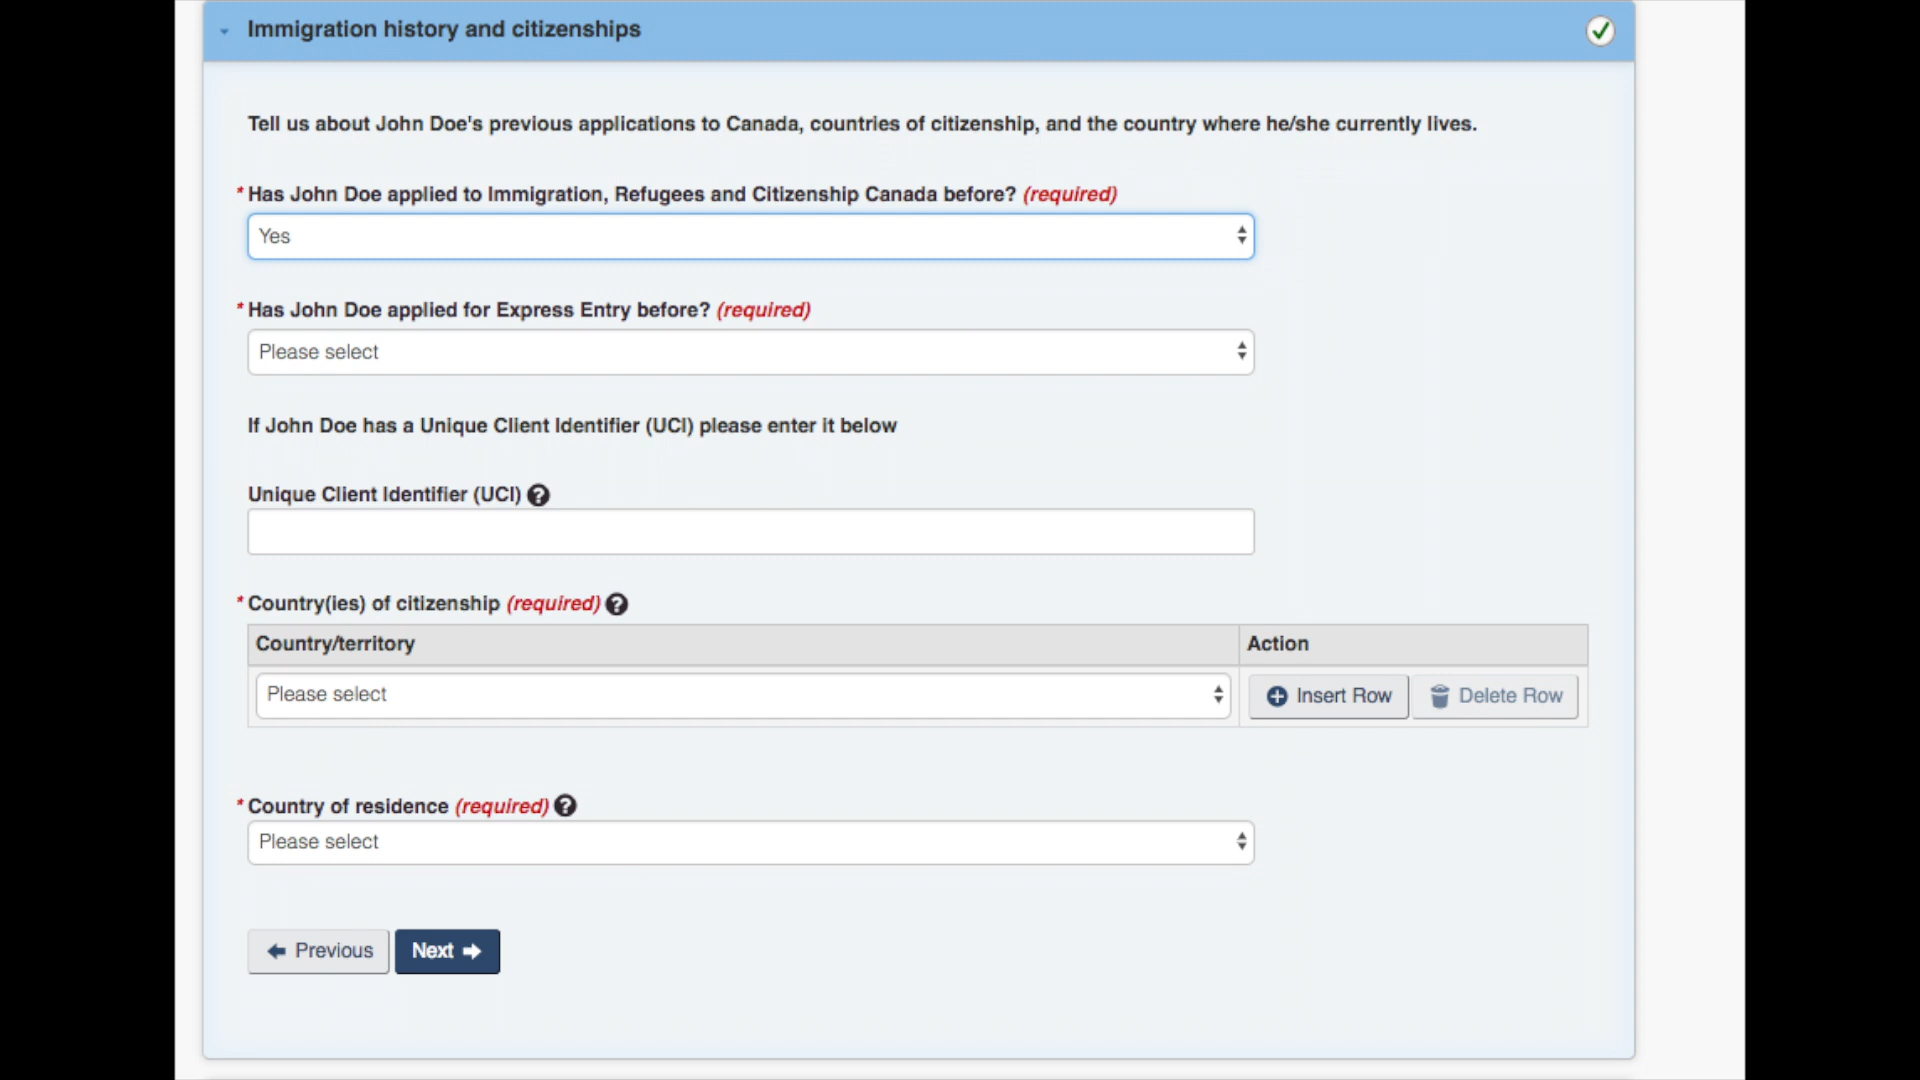 Immigration history and citizenships
Tell us about John Doe's previous applications to Canada, countries of citizenship, and the country where he/she currently lives.
* Has John Doe applied to Immigration, Refugees and Citizenship Canada before? (required)
Yes
* Has John Doe applied for Express Entry before? (required)
Please select
If John Doe has a Unique Client Identifier (UCI) please enter it below
Unique Client Identifier (UCI) ?
* Country(ies) of citizenship (required) ?
Country/territory Action
Please select Insert Row Delete Row
* Country of residence (required) ?
Please select
Previous Next